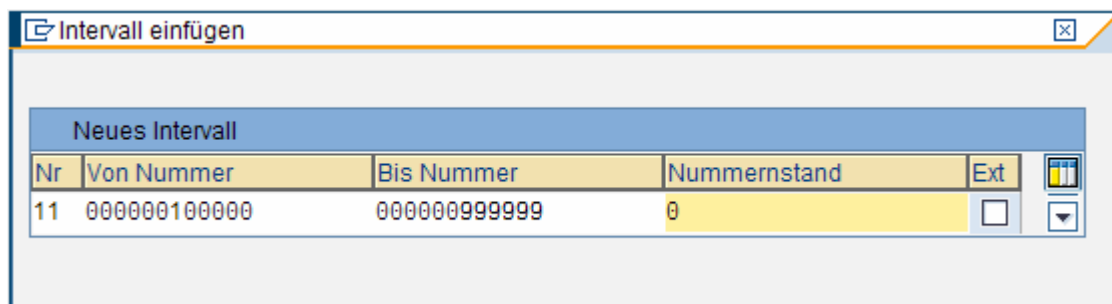 Intervall einfügen
Neues Intervall
Nr Von Nummer Bis Nummer Nummernstand Ext
11 000000100000 000000999999 0